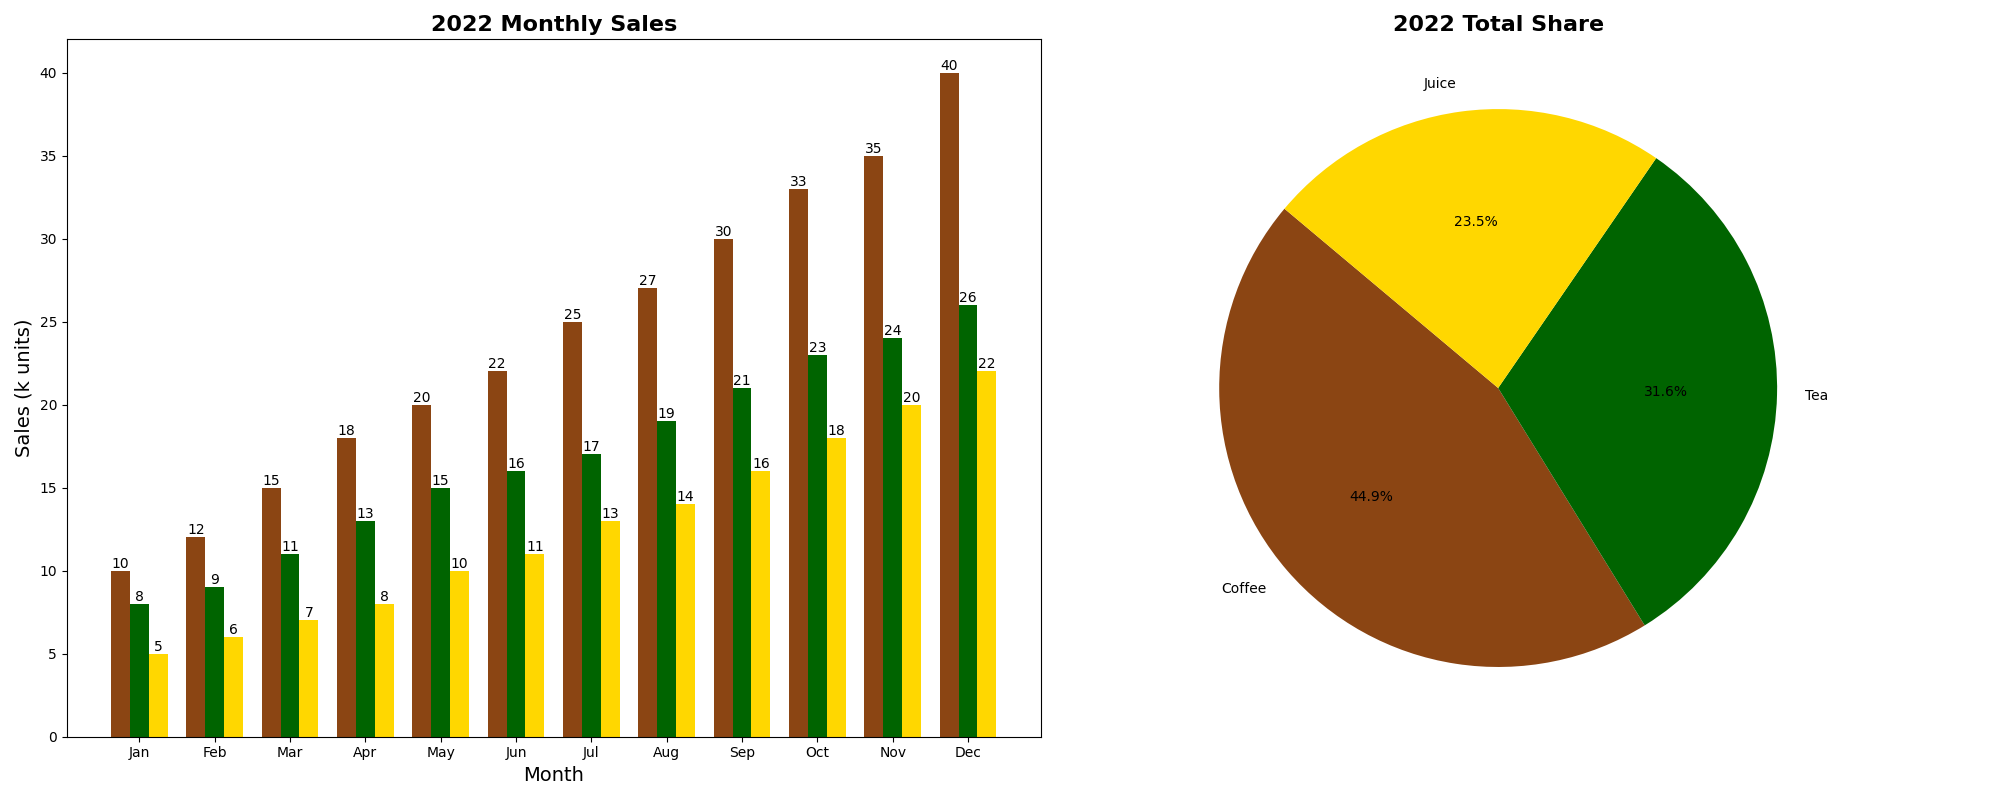 2022 Monthly Sales
40
35
30
25
20
15
10
5
0
Sales (k units)
10 8 5
12 9 6
15 11 7
18 13 8
20 15 10
22 16 11
25 17 13
27 19 14
30 21 16
33 23 18
35 24 20
40 26 22
Jan Feb Mar Apr May Jun Jul Aug Sep Oct Nov Dec
Month
2022 Total Share
Juice
23.5%
31.6%
Tea
44.9%
Coffee